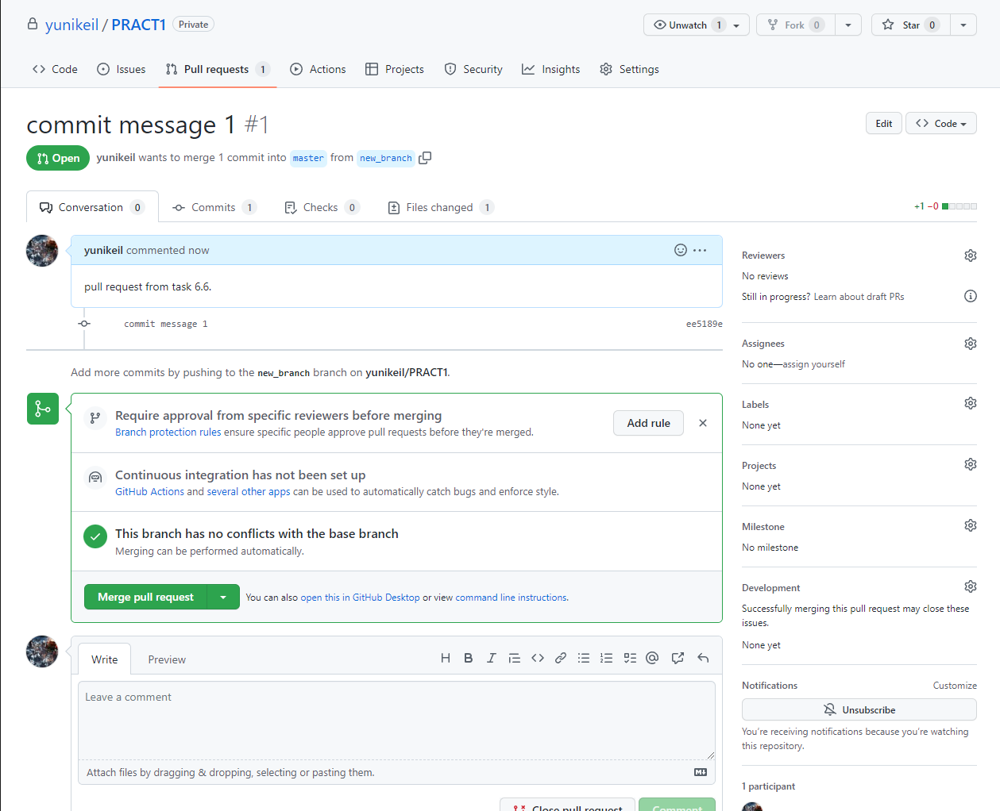 yunikeil / PRACT1 Private
Unwatch 1 Fork 0 Star 0
Code Issues Pull requests 1 Actions Projects Security Insights Settings
commit message 1 #1
Edit <> Code
Open yunikeil wants to merge 1 commit into master from new_branch
Conversation 0 Commits 1 Checks 0 Files changed 1
+1 −0
yunikeil commented now
pull request from task 6.6.
commit message 1 ee5189e
Add more commits by pushing to the new_branch branch on yunikeil/PRACT1.
Require approval from specific reviewers before merging
Branch protection rules ensure specific people approve pull requests before they're merged.
Add rule
Continuous integration has not been set up
GitHub Actions and several other apps can be used to automatically catch bugs and enforce style.
This branch has no conflicts with the base branch
Merging can be performed automatically.
Merge pull request You can also open this in GitHub Desktop or view command line instructions.
Write Preview
Leave a comment
Attach files by dragging & dropping, selecting or pasting them.
Close pull request Comment
Reviewers
No reviews
Still in progress? Learn about draft PRs
Assignees
No one—assign yourself
Labels
None yet
Projects
None yet
Milestone
No milestone
Development
Successfully merging this pull request may close these
issues.
None yet
Notifications Customize
Unsubscribe
You're receiving notifications because you're watching
this repository.
1 participant